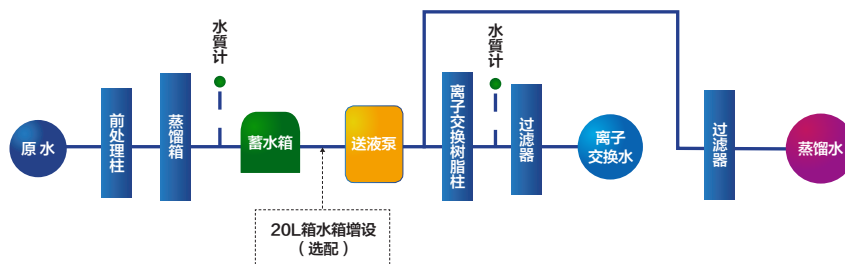 原 水
前处理柱
蒸馏箱
水質计
蓄水箱
20L箱水箱增设
（选配）
送液泵
离子交换树脂柱
水質计
过滤器
离子
交换水
过滤器
蒸馏水